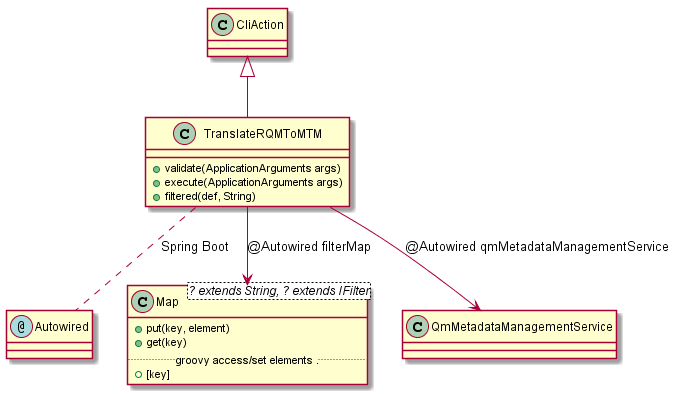 C CliAction
C TranslateRQMToMTM
validate(ApplicationArguments args)
execute(ApplicationArguments args)
filtered(def, String)
Spring Boot
@Autowired filterMap
@Autowired qmMetadataManagementService
@ Autowired
? extends String, ? extends IFilter
C Map
put(key, element)
get(key)
groovy access/set elements .
[key]
C QmMetadataManagementService